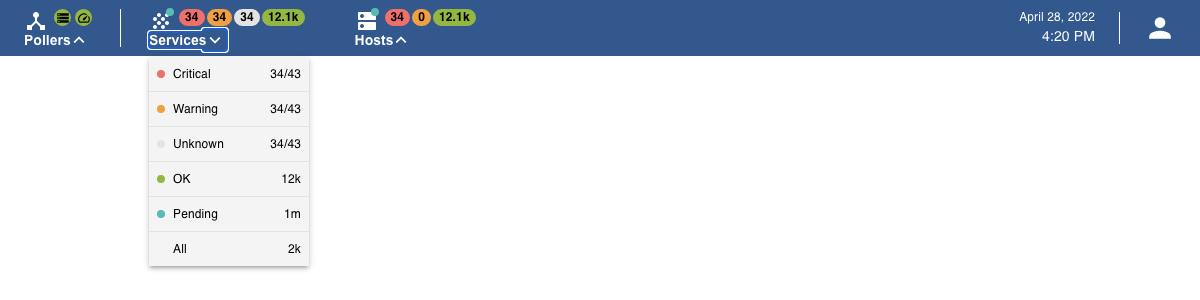 34 34 34 12.1k
34 0 12.1k
Pollers
Services
Hosts
April 28, 2022
4:20 PM
Critical 34/43
Warning 34/43
Unknown 34/43
OK 12k
Pending 1m
All 2k